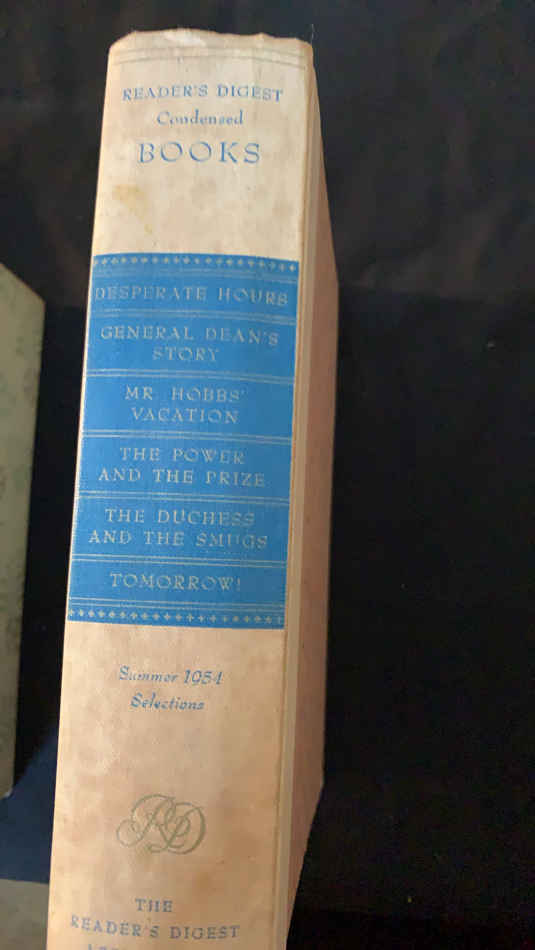 READER'S DIGEST
Condensed
BOOKS
DESPERATE HOURS
GENERAL DEAN'S
STORY
MR. HOBBS'
VACATION
THE POWER
AND THE PRIZE
THE DUCHESS
AND THE SMUGS
TOMORROW!
Summer 1954
Selections
RD
THE
READER'S DIGEST